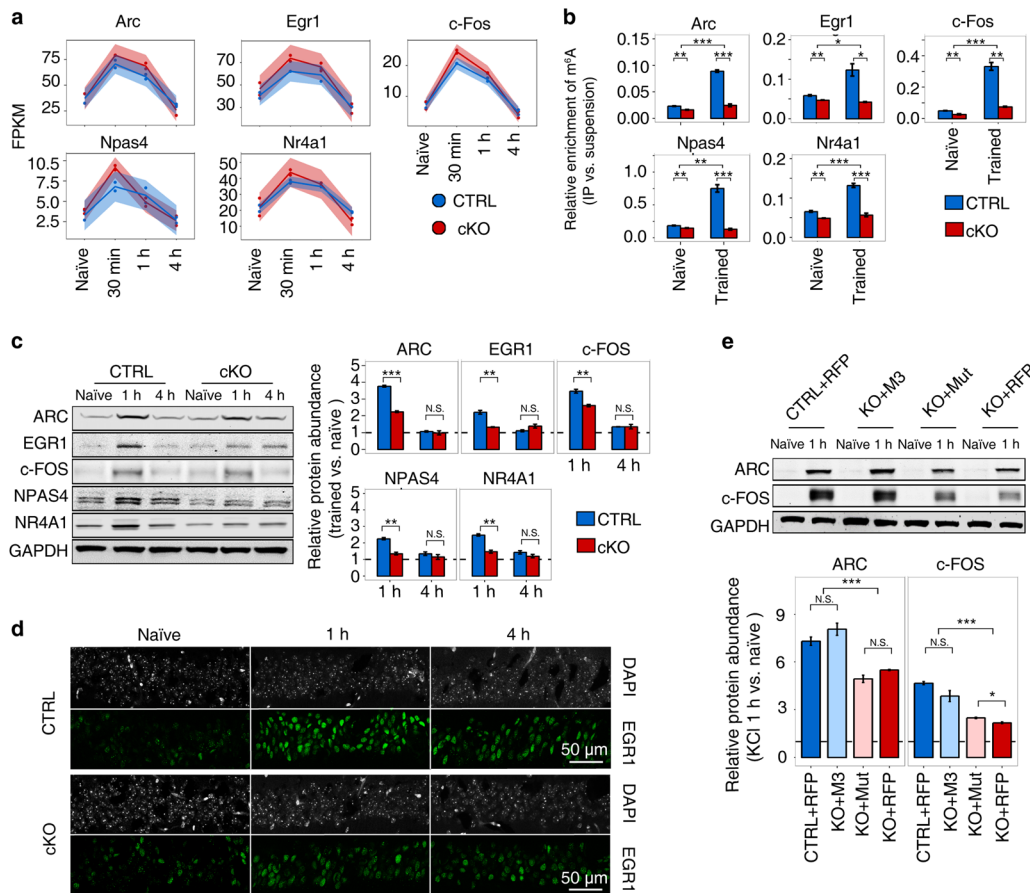 a
Arc
Egr1
c-Fos
FPKM
75
50
25
70
50
30
20
10
Naïve
30 min
1 h
4 h
Npas4
Nr4a1
10.5
7.5
5.0
2.5
50
40
30
20
10
Naïve
30 min
1 h
4 h
Naïve
30 min
1 h
4 h
CTRL
cKO
b
Arc
Egr1
c-Fos
Relative enrichment of m⁶A
(IP vs. suspension)
0.15
0.10
0.05
0.00
** *** ***
0.2
0.1
0.0
** * *
0.4
0.3
0.2
0.1
0.0
** *** **
Naïve
Trained
Npas4
Nr4a1
1.0
0.5
0.0
** ** ***
0.2
0.1
0.0
** *** ***
Naïve
Trained
Naïve
Trained
CTRL
cKO
c
CTRL cKO
Naïve 1 h 4 h Naïve 1 h 4 h
ARC
EGR1
c-FOS
NPAS4
NR4A1
GAPDH
Relative protein abundance
(trained vs. naïve)
ARC
EGR1
c-FOS
5
4
3
2
1
*** N.S.
** N.S.
** N.S.
1 h 4 h
NPAS4
NR4A1
5
4
3
2
1
** N.S.
** N.S.
1 h 4 h
1 h 4 h
CTRL
cKO
d
Naïve 1 h 4 h
CTRL
DAPI
EGR1
50 µm
cKO
DAPI
EGR1
50 µm
e
CTRL+RFP
KO+M3
KO+Mut
KO+RFP
Naïve 1 h Naïve 1 h Naïve 1 h Naïve 1 h
ARC
c-FOS
GAPDH
ARC
c-FOS
Relative protein abundance
(KCl 1 h vs. naïve)
9
6
3
1
***
N.S.
N.S.
***
N.S.
*
CTRL+RFP
KO+M3
KO+Mut
KO+RFP
CTRL+RFP
KO+M3
KO+Mut
KO+RFP